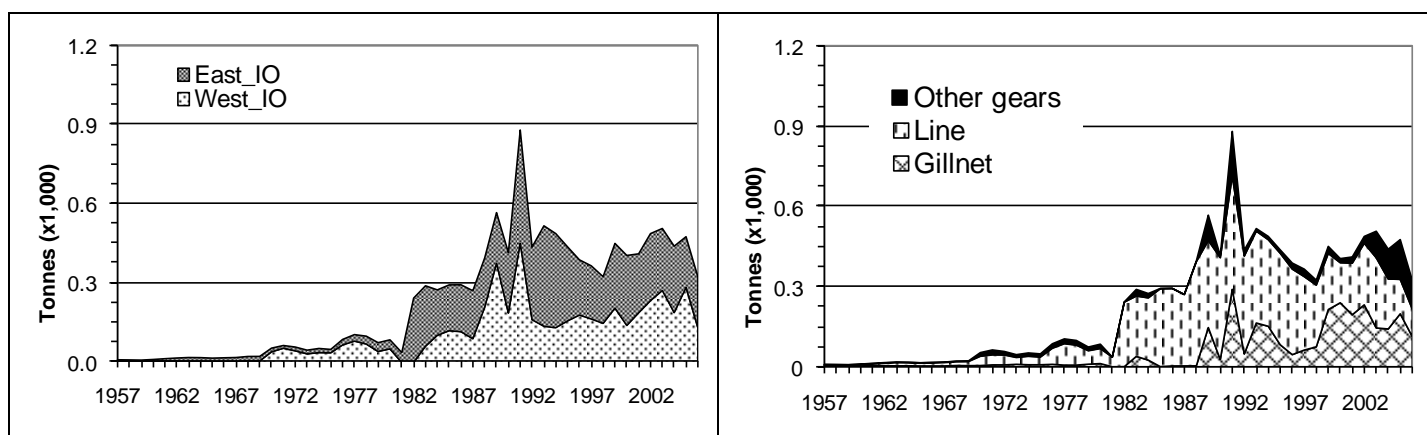 1.2
0.9
0.6
0.3
0.0
Tonnes (x1,000)
East_IO
West_IO
1957 1962 1967 1972 1977 1982 1987 1992 1997 2002
1.2
0.9
0.6
0.3
0
Tonnes (x1,000)
Other gears
Line
Gillnet
1957 1962 1967 1972 1977 1982 1987 1992 1997 2002